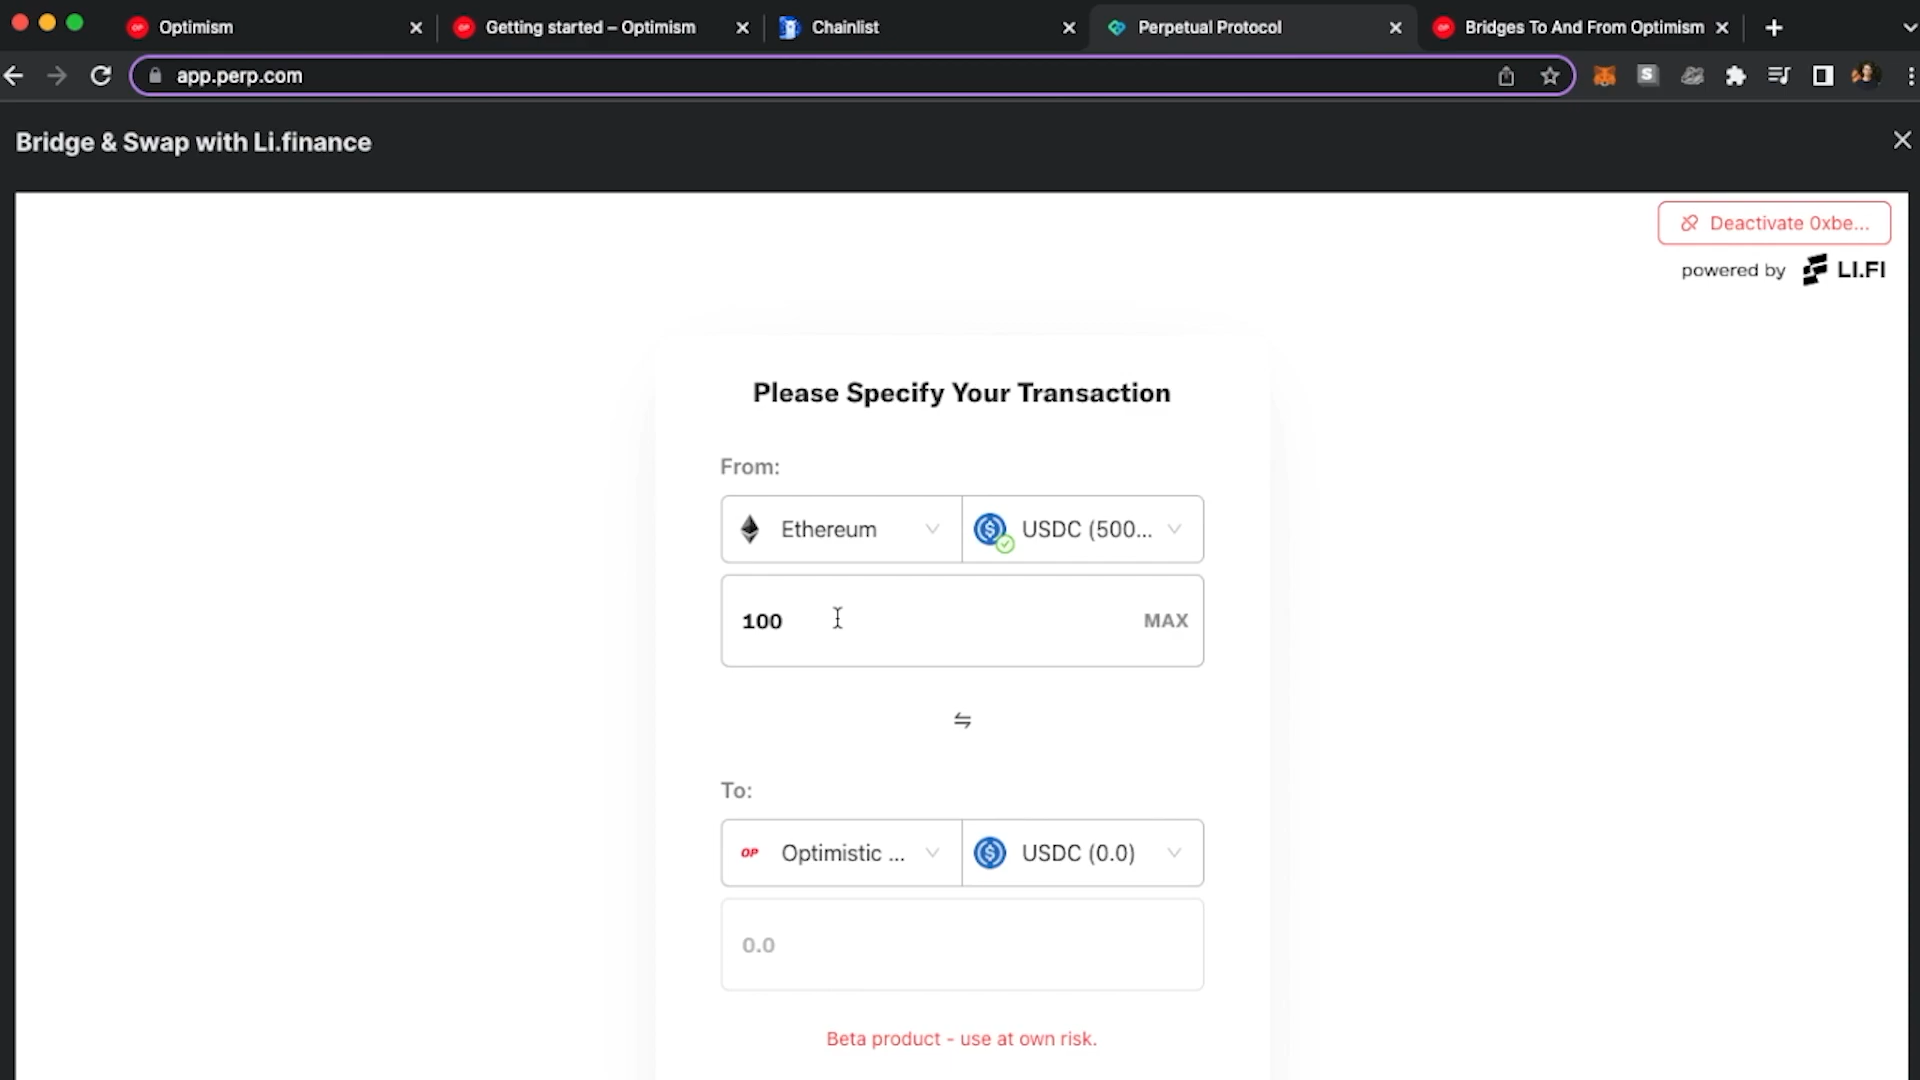 Optimism
Getting started – Optimism
Chainlist
Perpetual Protocol
Bridges To And From Optimism
app.perp.com
S
Bridge & Swap with Li.finance
Deactivate 0xbe...
powered by LI.FI
Please Specify Your Transaction
From:
Ethereum
USDC (500...
100
MAX
To:
OP Optimistic ...
USDC (0.0)
0.0
Beta product - use at own risk.